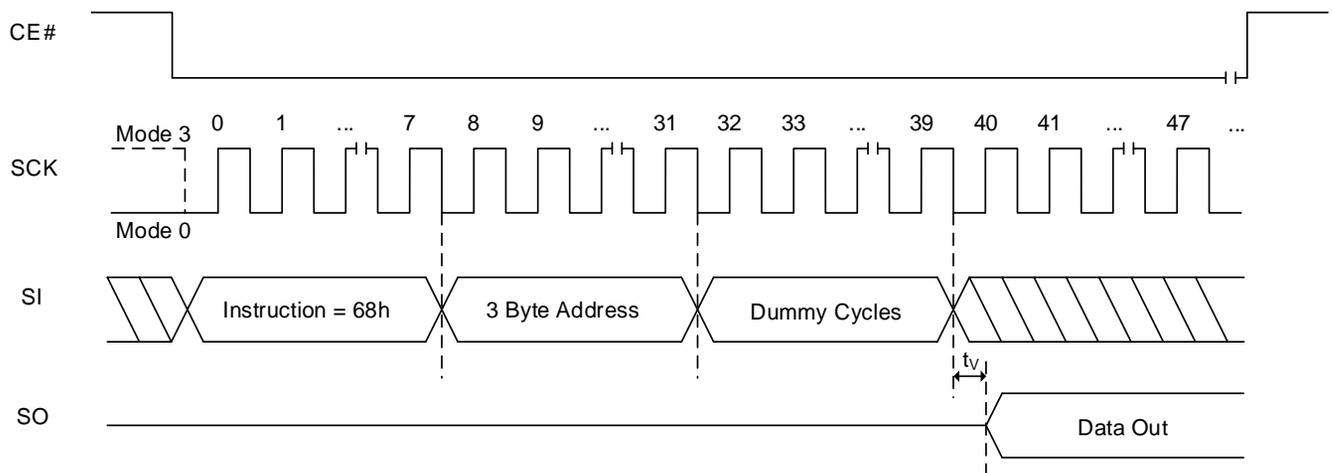 CE#
Mode 3
0 1 ... 7 8 9 ... 31 32 33 ... 39 40 41 ... 47 ...
SCK
Mode 0
SI
Instruction = 68h
3 Byte Address
Dummy Cycles
tV
SO
Data Out